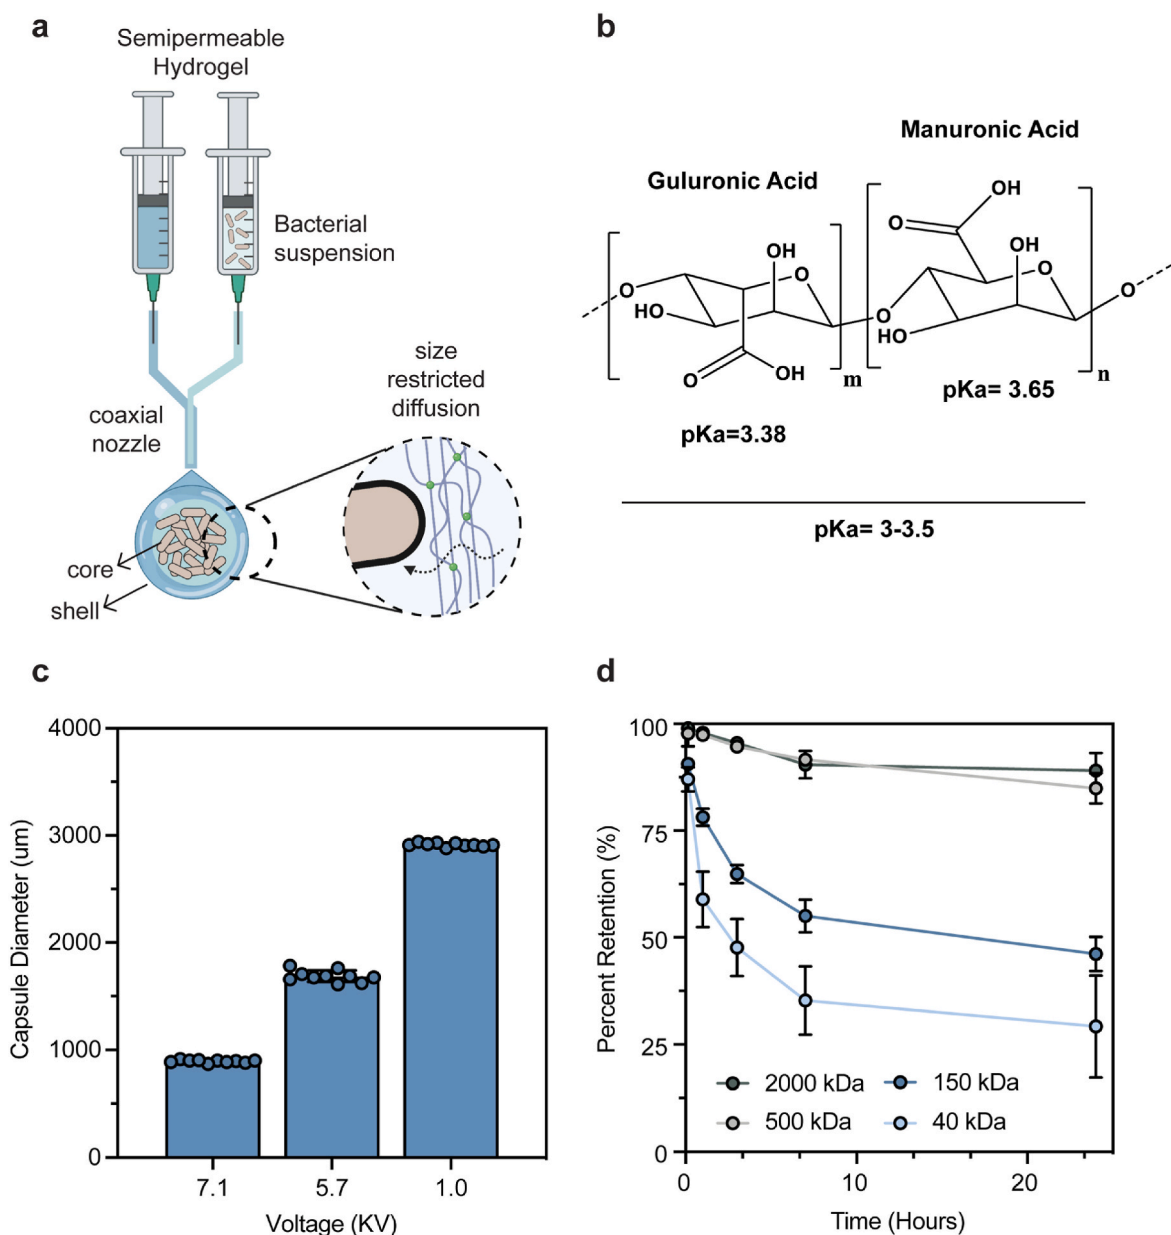 a
Semipermeable
Hydrogel
Bacterial
suspension
coaxial
nozzle
size
restricted
diffusion
core
shell
b
Manuronic Acid
Guluronic Acid
OH
O
OH
O
O
HO
O
OH
m
OH
O
O
HO
O
n
pKa=3.38
pKa= 3.65
pKa= 3-3.5
c
Capsule Diameter (um)
4000
3000
2000
1000
0
7.1
5.7
1.0
Voltage (KV)
d
Percent Retention (%)
100
75
50
25
0
2000 kDa
150 kDa
500 kDa
40 kDa
0
10
20
Time (Hours)